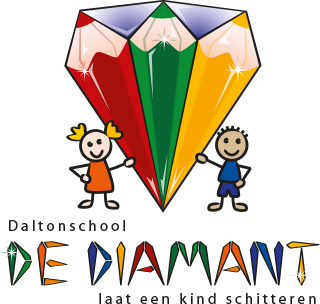 Daltonschool
DE DIAMANT
laat een kind schitteren